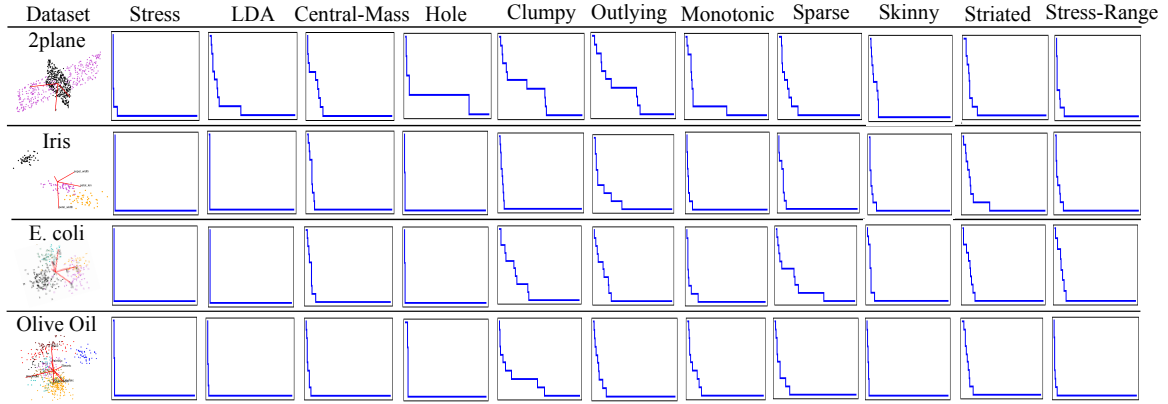 Dataset Stress LDA Central-Mass Hole Clumpy Outlying Monotonic Sparse Skinny Striated Stress-Range
2plane
Iris
E. coli
Olive Oil